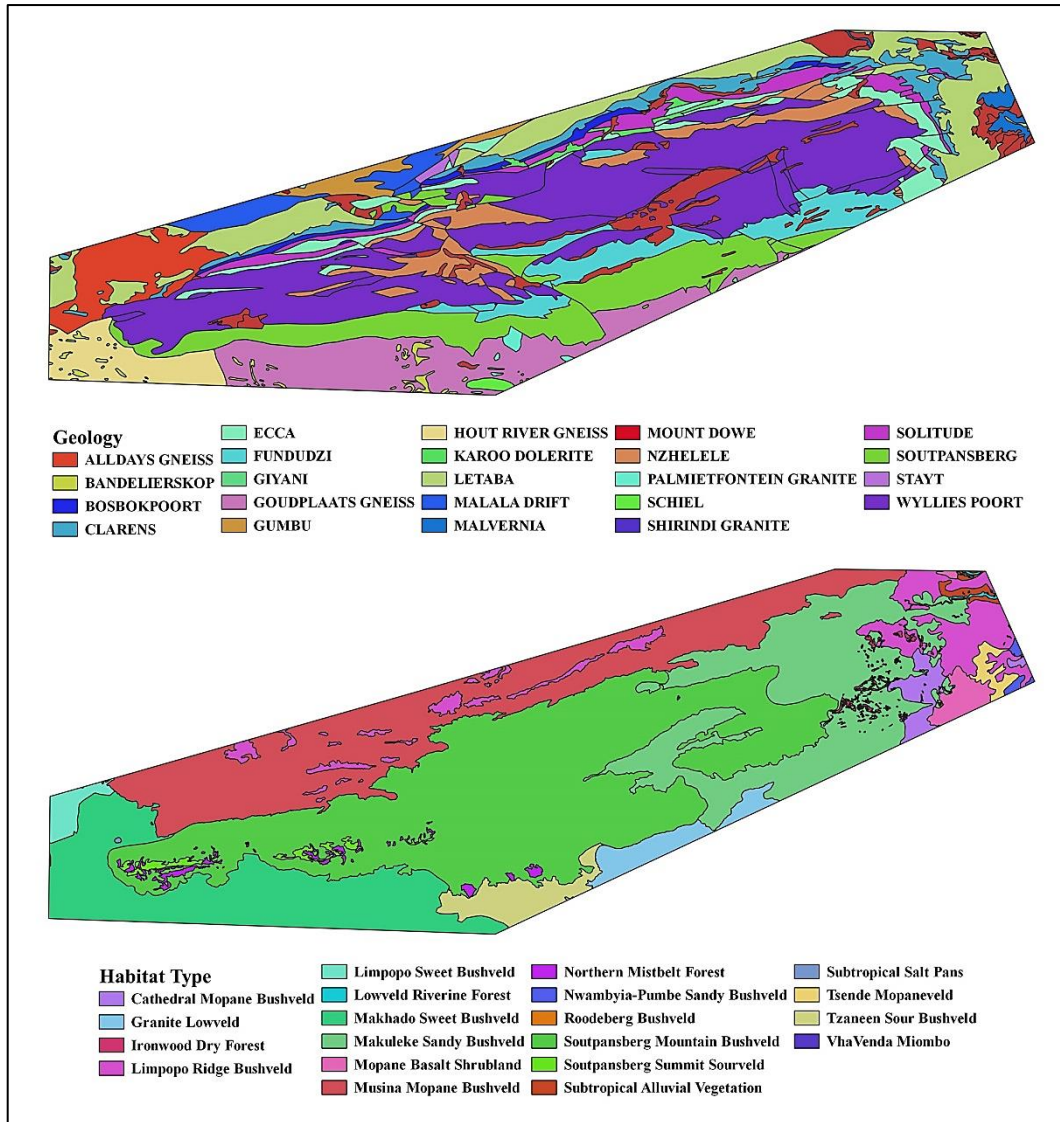 Geology
ALLDAYS GNEISS
BANDELIERSKOP
BOSBOKPOORT
CLARENS
ECCA
FUNDUDZI
GIYANI
GOUDPLAATS GNEISS
GUMBU
HOUT RIVER GNEISS
KAROO DOLERITE
LETABA
MALALA DRIFT
MALVERNIA
MOUNT DOWE
NZHELELE
PALMIETFONTEIN GRANITE
SCHIEL
SHIRINDI GRANITE
SOLITUDE
SOUTPANSBERG
STAYT
WYLLIES POORT
Habitat Type
Cathedral Mopane Bushveld
Granite Lowveld
Ironwood Dry Forest
Limpopo Ridge Bushveld
Limpopo Sweet Bushveld
Lowveld Riverine Forest
Makhado Sweet Bushveld
Makuleke Sandy Bushveld
Mopane Basalt Shrubland
Musina Mopane Bushveld
Northern Mistbelt Forest
Nwambyia-Pumbe Sandy Bushveld
Roodeberg Bushveld
Soutpansberg Mountain Bushveld
Soutpansberg Summit Sourveld
Subtropical Alluvial Vegetation
Subtropical Salt Pans
Tsende Mopaneveld
Tzaneen Sour Bushveld
VhaVenda Miombo